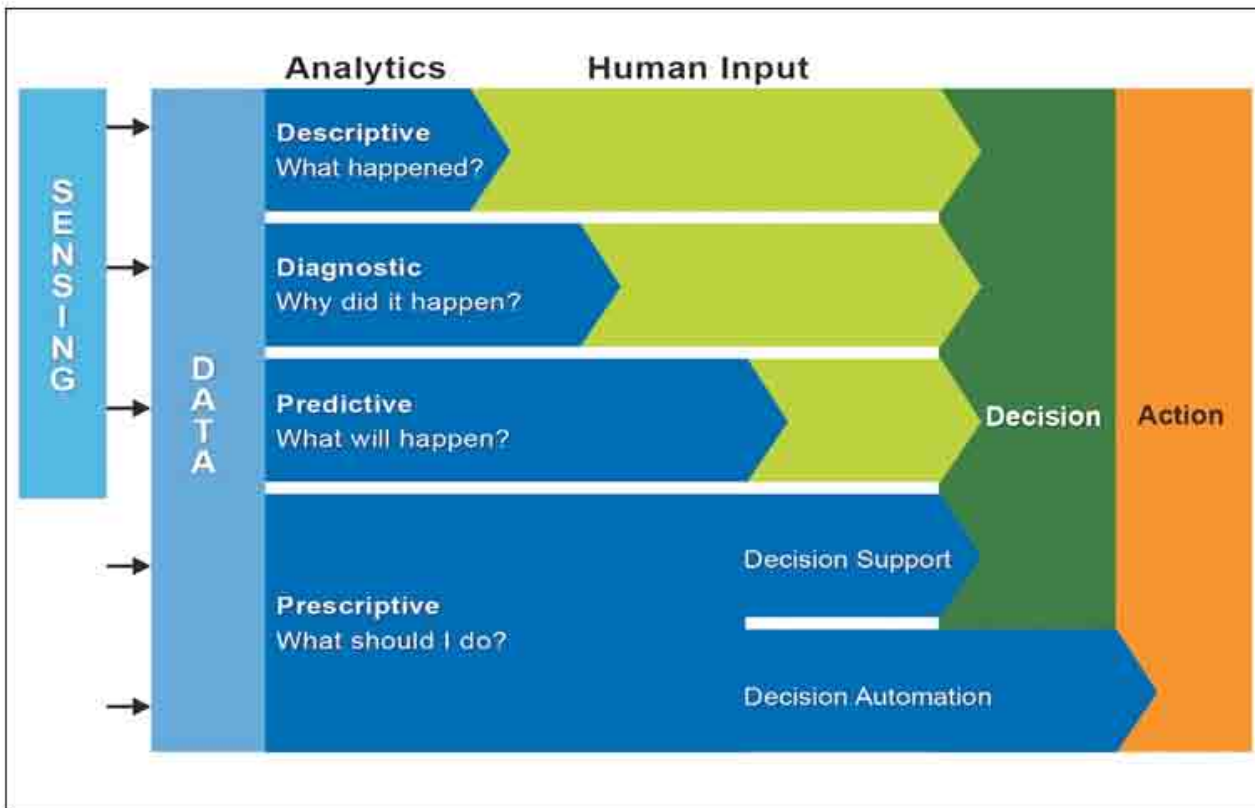 Analytics
Human Input
SENSING
DATA
Descriptive
What happened?
Diagnostic
Why did it happen?
Predictive
What will happen?
Prescriptive
What should I do?
Decision Support
Decision Automation
Decision
Action